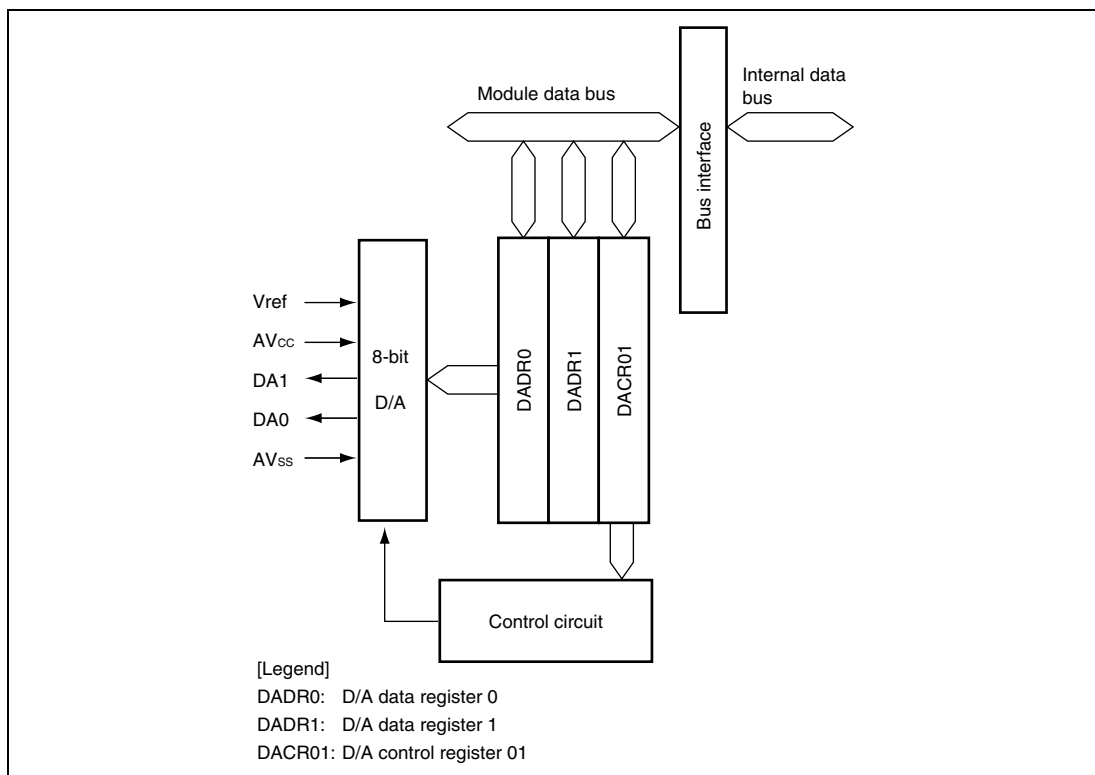 Module data bus
Internal data
bus
Bus interface
Vref
AVCC
DA1
DA0
AVSS
8-bit
D/A
DADR0
DADR1
DACR01
Control circuit
[Legend]
DADR0: D/A data register 0
DADR1: D/A data register 1
DACR01: D/A control register 01